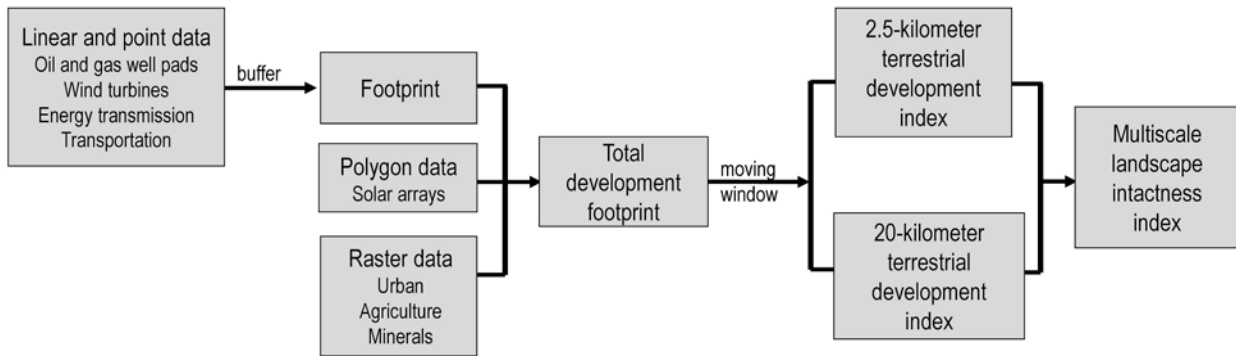 Linear and point data
Oil and gas well pads
Wind turbines
Energy transmission
Transportation
buffer
Footprint
Polygon data
Solar arrays
Raster data
Urban
Agriculture
Minerals
Total
development
footprint
moving
window
2.5-kilometer
terrestrial
development
index
20-kilometer
terrestrial
development
index
Multiscale
landscape
intactness
index